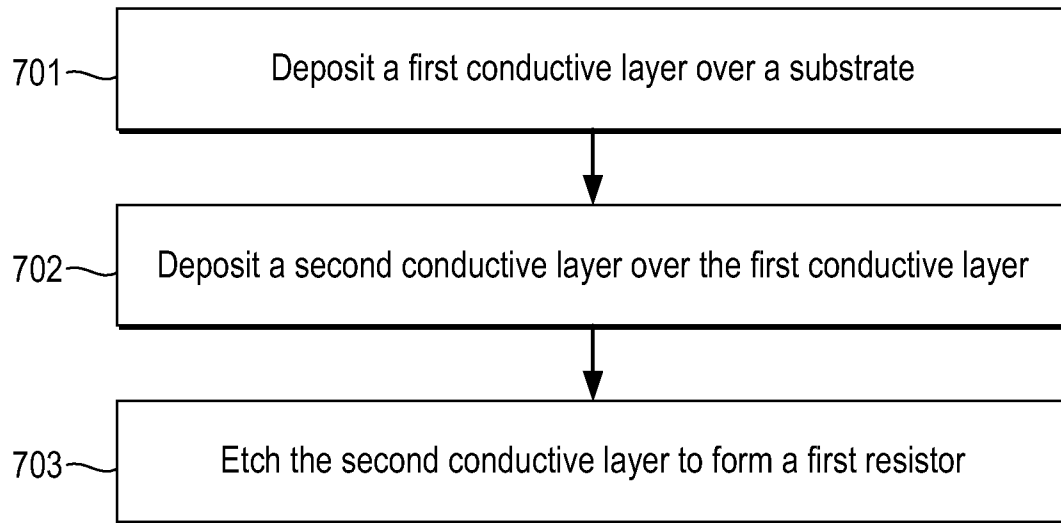 701 Deposit a first conductive layer over a substrate
702 Deposit a second conductive layer over the first conductive layer
703 Etch the second conductive layer to form a first resistor